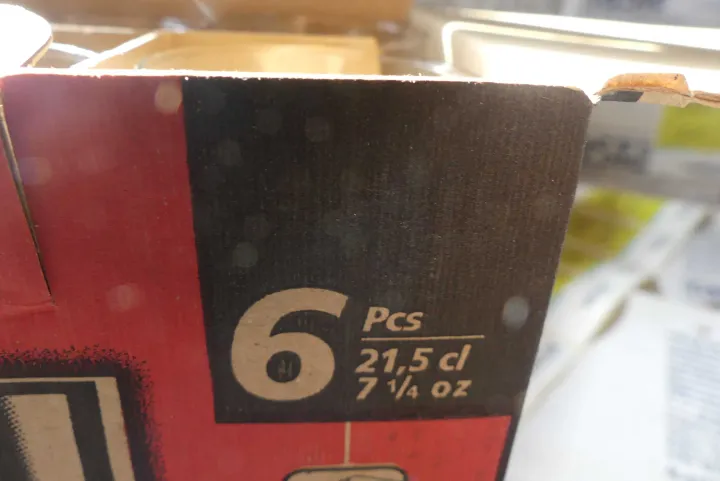 6 Pcs
21,5 cl
7 1/4 oz